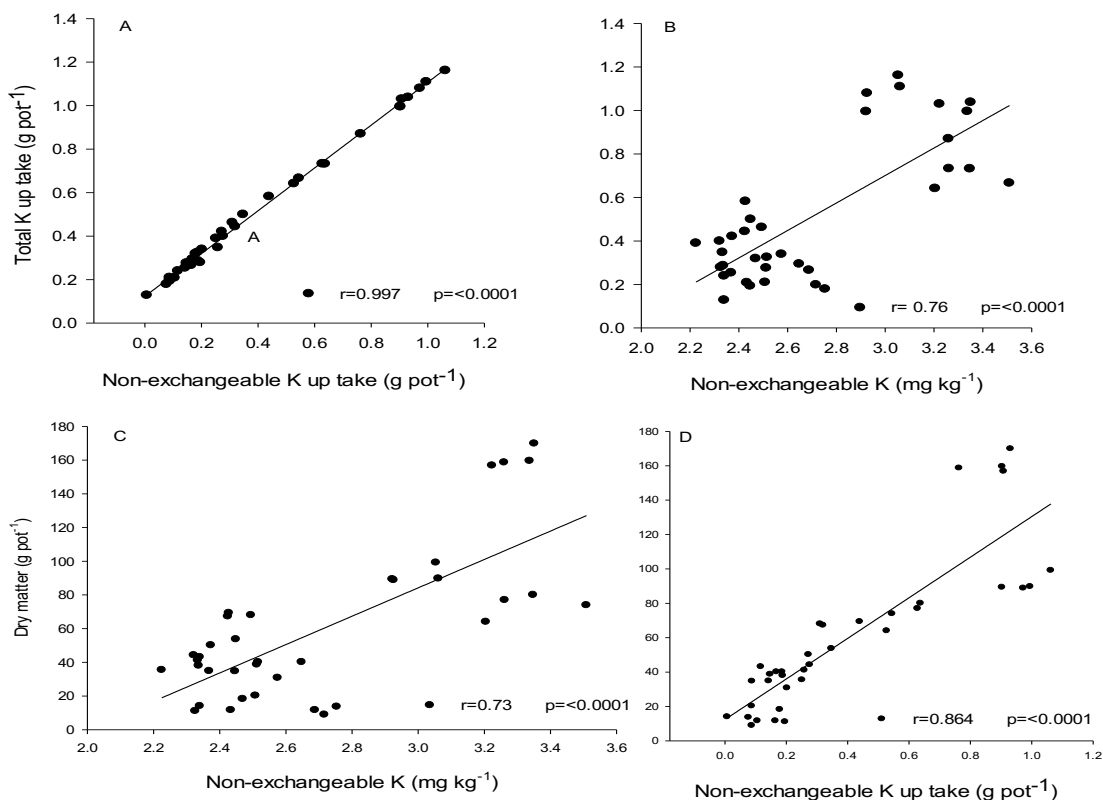 A
1.4
1.2
1.0
0.8
0.6
0.4
0.2
0.0
Total K up take (g pot-1)
A
r=0.997 p=<0.0001
0.0 0.2 0.4 0.6 0.8 1.0 1.2
Non-exchangeable K up take (g pot-1)
B
1.4
1.2
1.0
0.8
0.6
0.4
0.2
0.0
r= 0.76 p=<0.0001
2.0 2.2 2.4 2.6 2.8 3.0 3.2 3.4 3.6
Non-exchangeable K (mg kg-1)
C
180
160
140
120
100
80
60
40
20
0
Dry matter (g pot-1)
r=0.73 p=<0.0001
2.0 2.2 2.4 2.6 2.8 3.0 3.2 3.4 3.6
Non-exchangeable K (mg kg-1)
D
180
160
140
120
100
80
60
40
20
0
r=0.864 p=<0.0001
0.0 0.2 0.4 0.6 0.8 1.0 1.2
Non-exchangeable K up take (g pot-1)